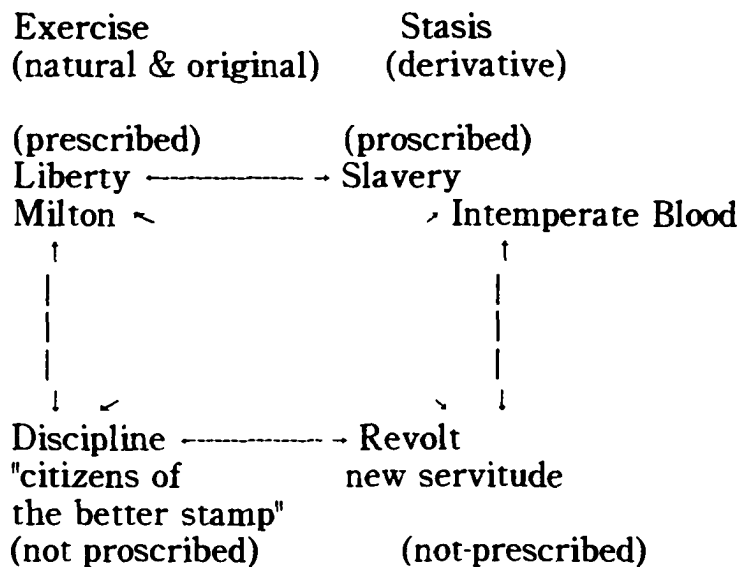 Exercise Stasis
(natural & original) (derivative)
(prescribed) (proscribed)
Liberty Slavery
Milton Intemperate Blood
Discipline Revolt
"citizens of new servitude
the better stamp"
(not proscribed) (not-prescribed)